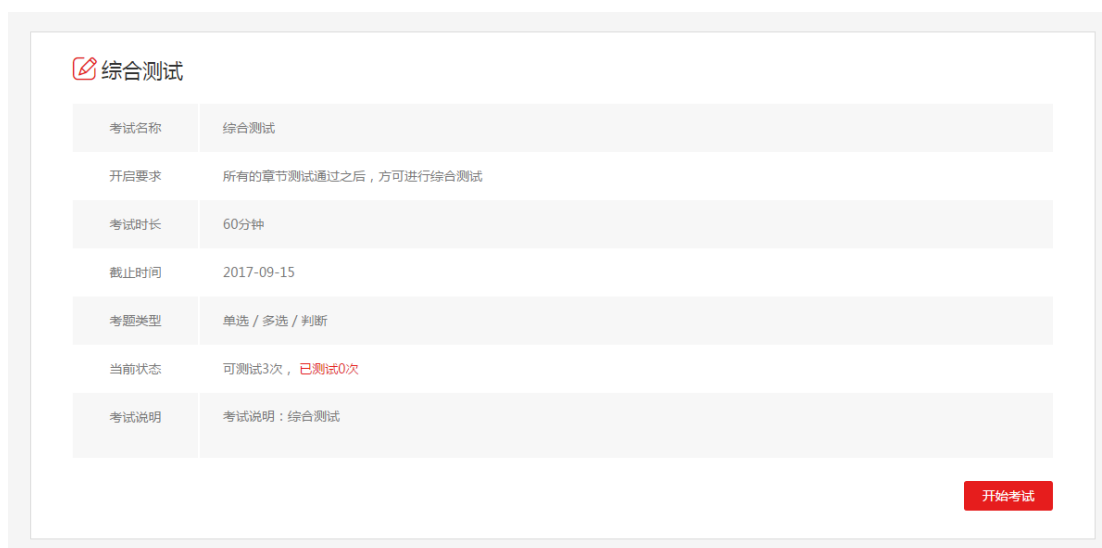 综合测试
考试名称 综合测试
开启要求 所有的章节测试通过之后，方可进行综合测试
考试时长 60分钟
截止时间 2017-09-15
考题类型 单选 / 多选 / 判断
当前状态 可测试3次，已测试0次
考试说明 考试说明：综合测试
开始考试